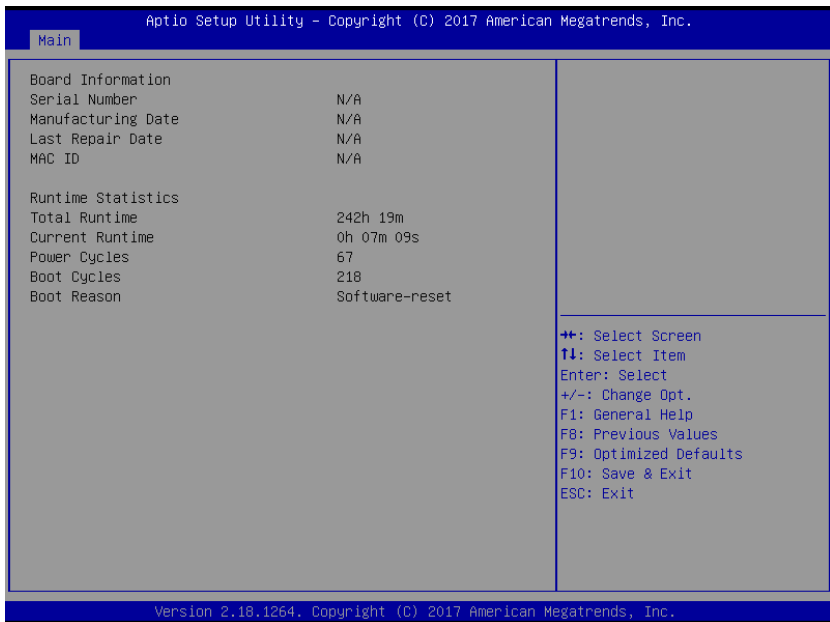 Aptio Setup Utility – Copyright (C) 2017 American Megatrends, Inc.
Main
Board Information
Serial Number N/A
Manufacturing Date N/A
Last Repair Date N/A
MAC ID N/A
Runtime Statistics
Total Runtime 242h 19m
Current Runtime 0h 07m 09s
Power Cycles 67
Boot Cycles 218
Boot Reason Software-reset
→←: Select Screen
↑↓: Select Item
Enter: Select
+/-: Change Opt.
F1: General Help
F8: Previous Values
F9: Optimized Defaults
F10: Save & Exit
ESC: Exit
Version 2.18.1264. Copyright (C) 2017 American Megatrends, Inc.